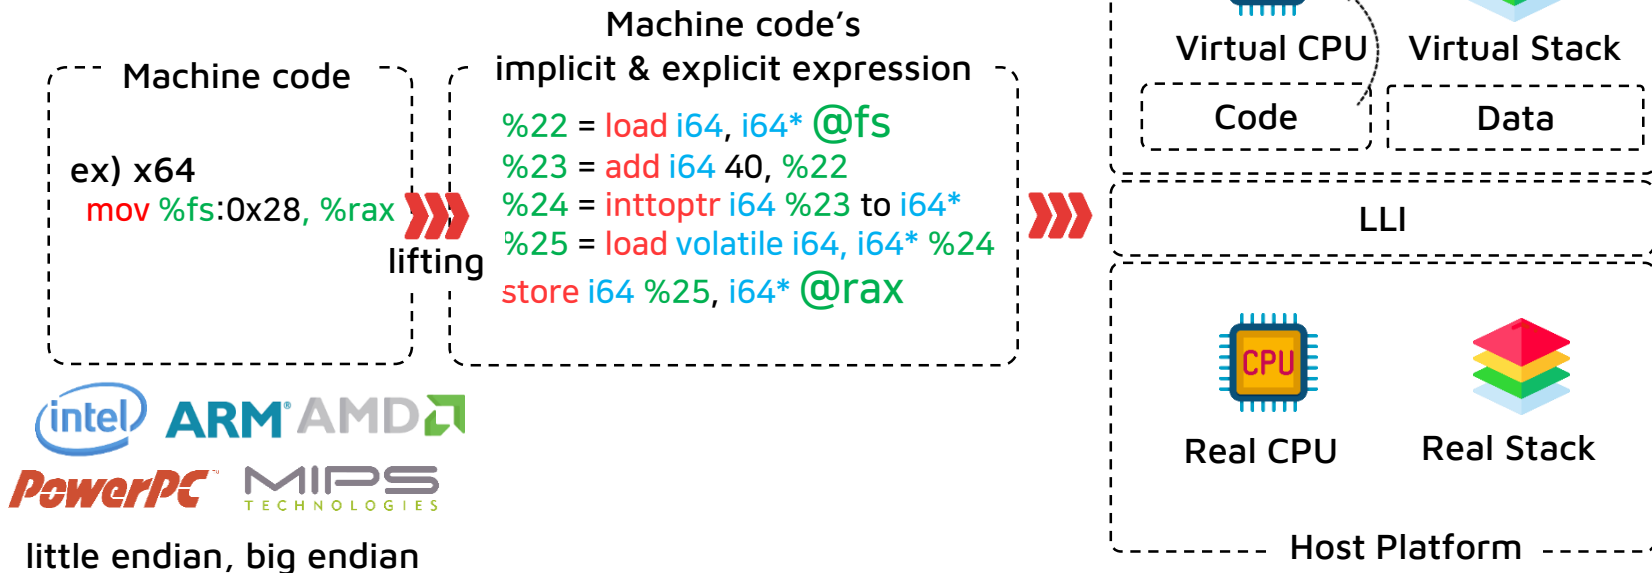 Machine code
ex) x64
mov %fs:0x28, %rax
lifting
Machine code's
implicit & explicit expression
%22 = load i64, i64* @fs
%23 = add i64 40, %22
%24 = inttoptr i64 %23 to i64*
%25 = load volatile i64, i64* %24
store i64 %25, i64* @rax
Virtual CPU
Virtual Stack
Code
Data
LLI
CPU
Real CPU
Real Stack
Host Platform
intel
ARM®
AMD
PowerPC™
MIPS
TECHNOLOGIES
little endian, big endian